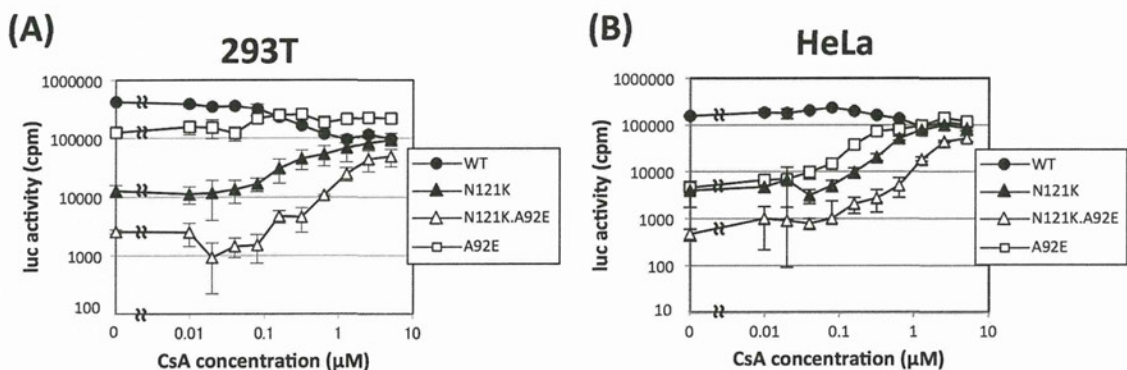 (A)
293T
luc activity (cpm)
1000000
100000
10000
1000
100
0
0.01
0.1
1
10
CsA concentration (μM)
WT
N121K
N121K.A92E
A92E
(B)
HeLa
luc activity (cpm)
1000000
100000
10000
1000
100
10
0
0.01
0.1
1
10
CsA concentration (μM)
WT
N121K
N121K.A92E
A92E